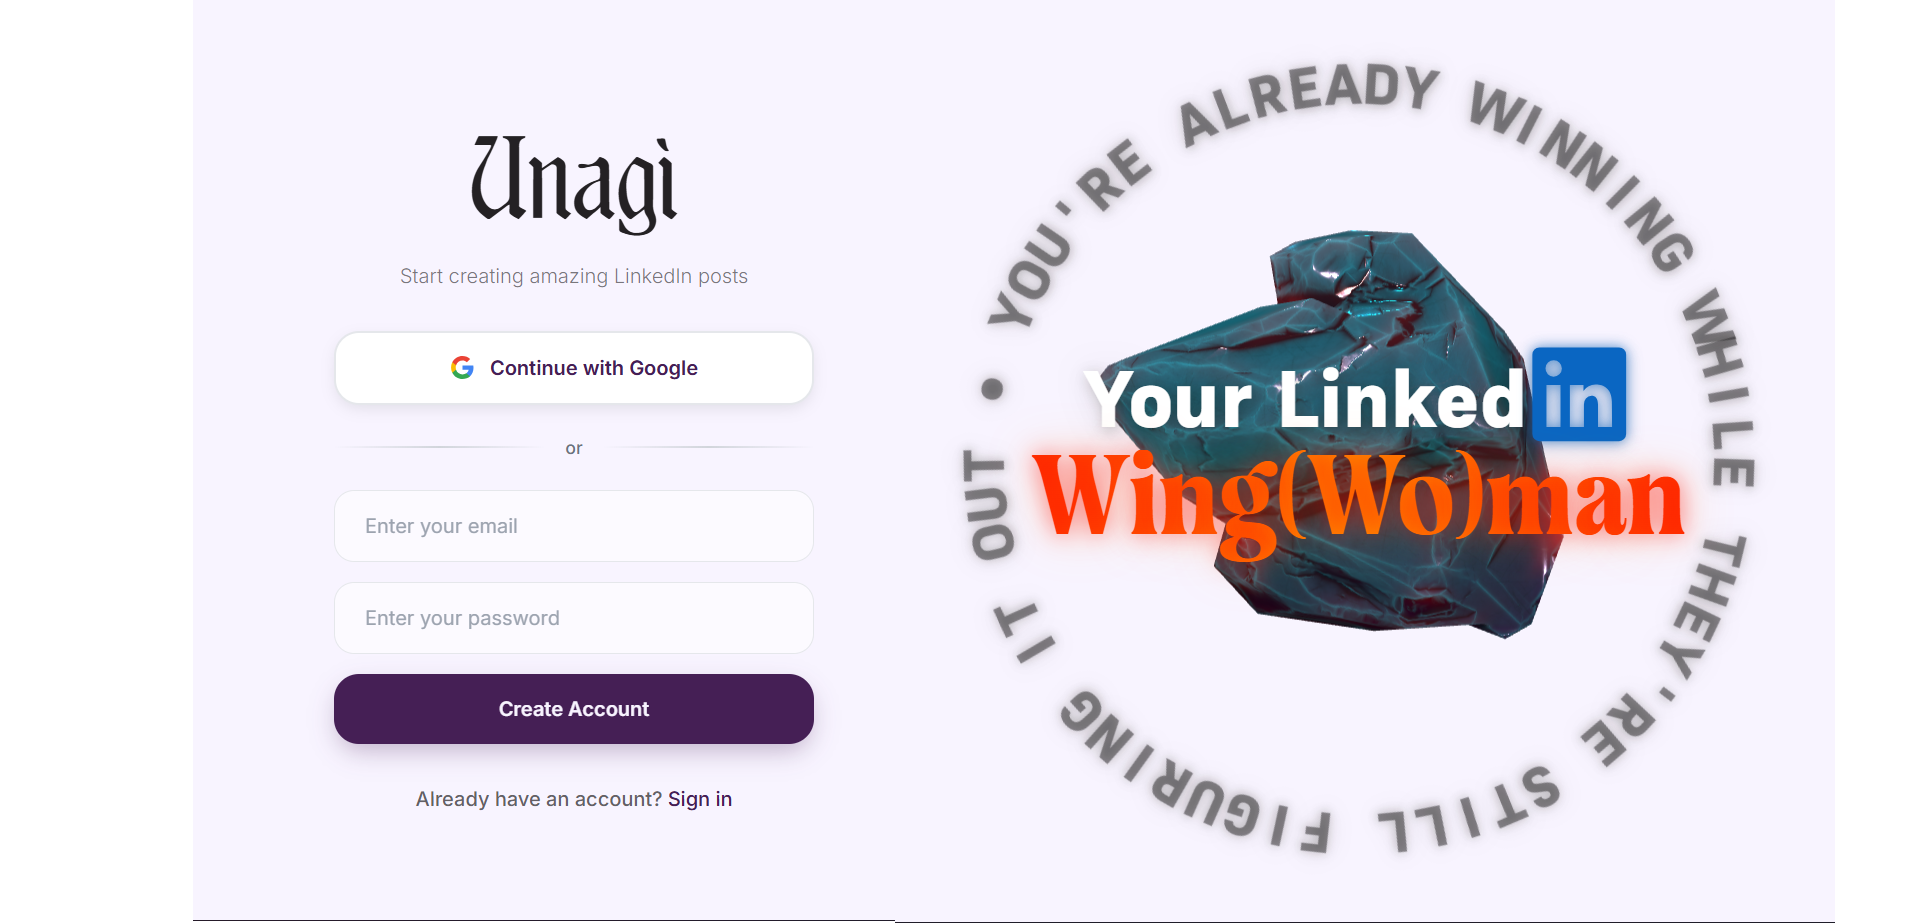 Unagi
Start creating amazing LinkedIn posts
Continue with Google
or
Enter your email
Enter your password
Create Account
Already have an account? Sign in
YOU'RE ALREADY WINNING WHILE THEY'RE STILL FIGURING IT OUT •
Your Linked in
Wing(Wo)man